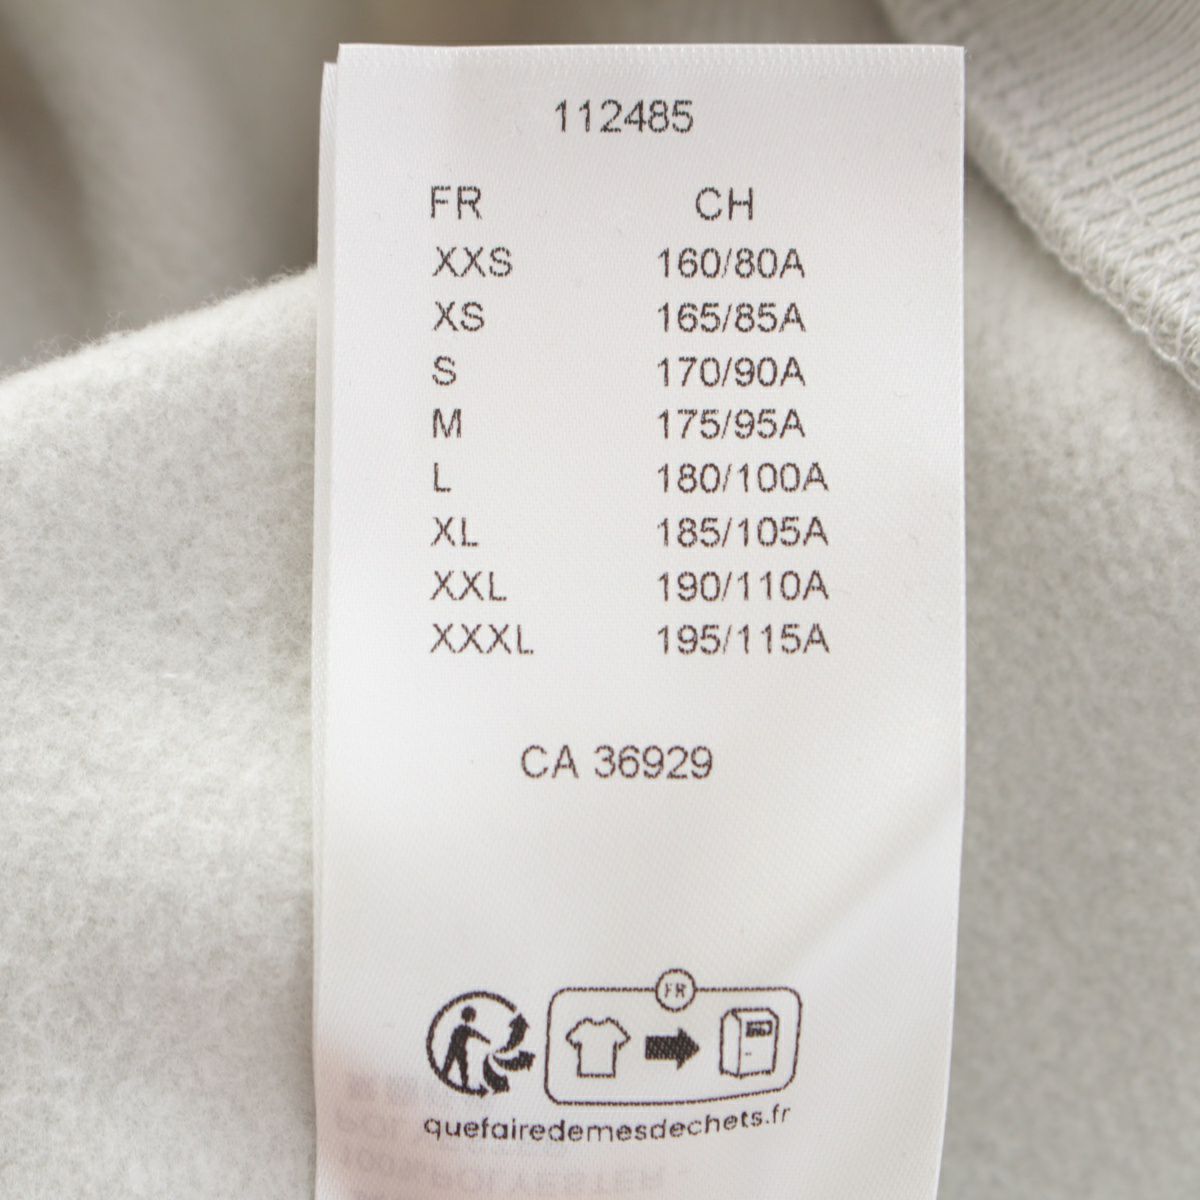 112485
FR CH
XXS 160/80A
XS 165/85A
S 170/90A
M 175/95A
L 180/100A
XL 185/105A
XXL 190/110A
XXXL 195/115A
CA 36929
FR
quefairedemesdechets.fr